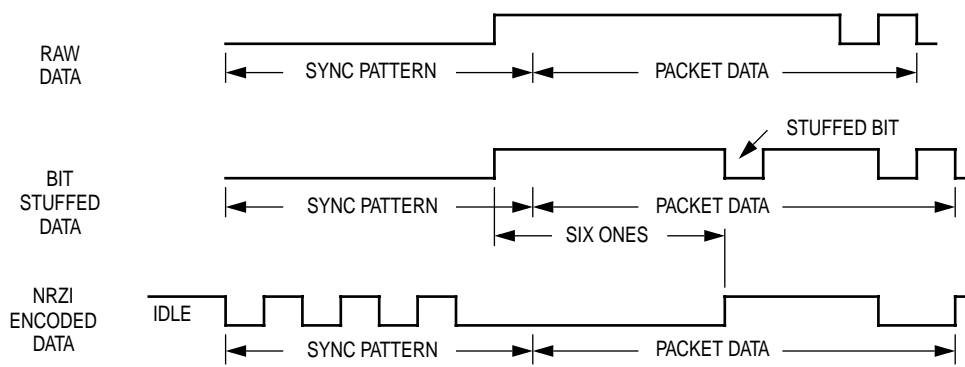 RAW
DATA
SYNC PATTERN
PACKET DATA
STUFFED BIT
BIT
STUFFED
DATA
SYNC PATTERN
PACKET DATA
SIX ONES
NRZI
ENCODED
DATA
IDLE
SYNC PATTERN
PACKET DATA